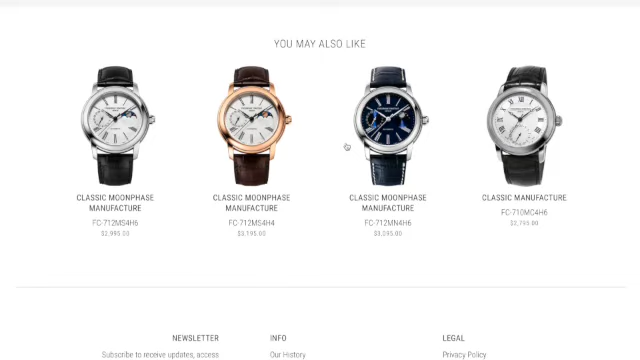 YOU MAY ALSO LIKE
CLASSIC MOONPHASE
MANUFACTURE
FC-712MS4H6
$2,995.00
CLASSIC MOONPHASE
MANUFACTURE
FC-712MS4H4
$3,195.00
CLASSIC MOONPHASE
MANUFACTURE
FC-712MN4H6
$3,095.00
CLASSIC MANUFACTURE
FC-710MC4H6
$2,795.00
NEWSLETTER
Subscribe to receive updates, access
INFO
Our History
LEGAL
Privacy Policy